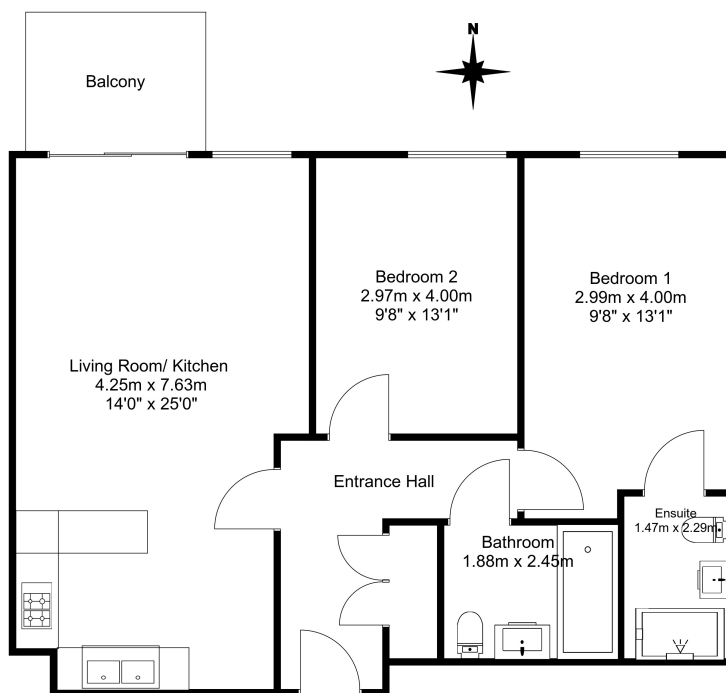 N
Balcony
Bedroom 2
2.97m x 4.00m
9'8" x 13'1"
Bedroom 1
2.99m x 4.00m
9'8" x 13'1"
Living Room/ Kitchen
4.25m x 7.63m
14'0" x 25'0"
Entrance Hall
Ensuite
1.47m x 2.29m
Bathroom
1.88m x 2.45m